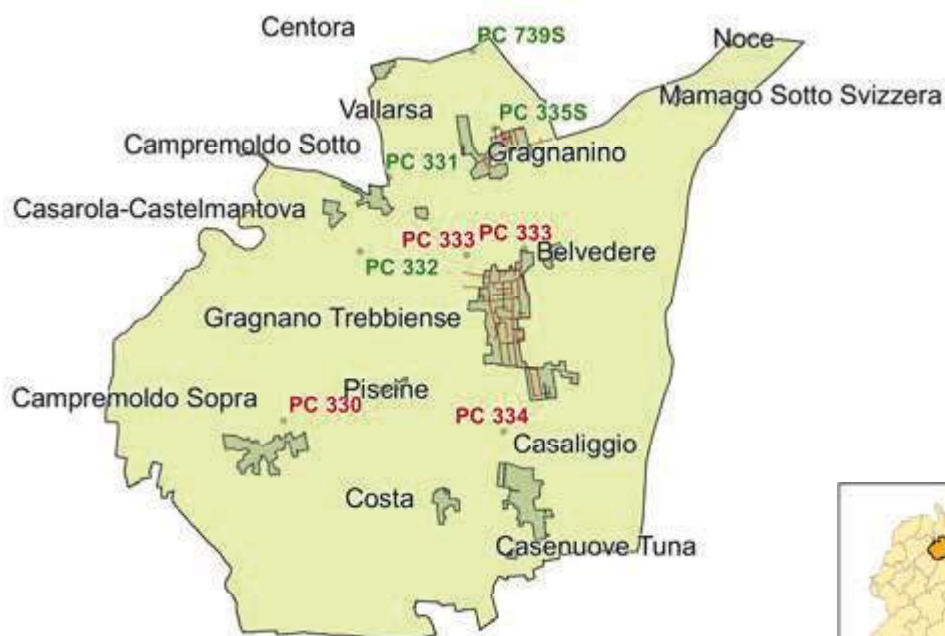 Centora
PC 739S
Noce
Mamago Sotto Svizzera
Vallarsa
PC 335S
Campremoldo Sotto
Gragnanino
PC 331
Casarola-Castelmantova
PC 333
PC 333
Belvedere
PC 332
Gragnano Trebbiense
Piscine
Campremoldo Sopra
PC 330
PC 334
Casaliggio
Costa
Casenuove Tuna